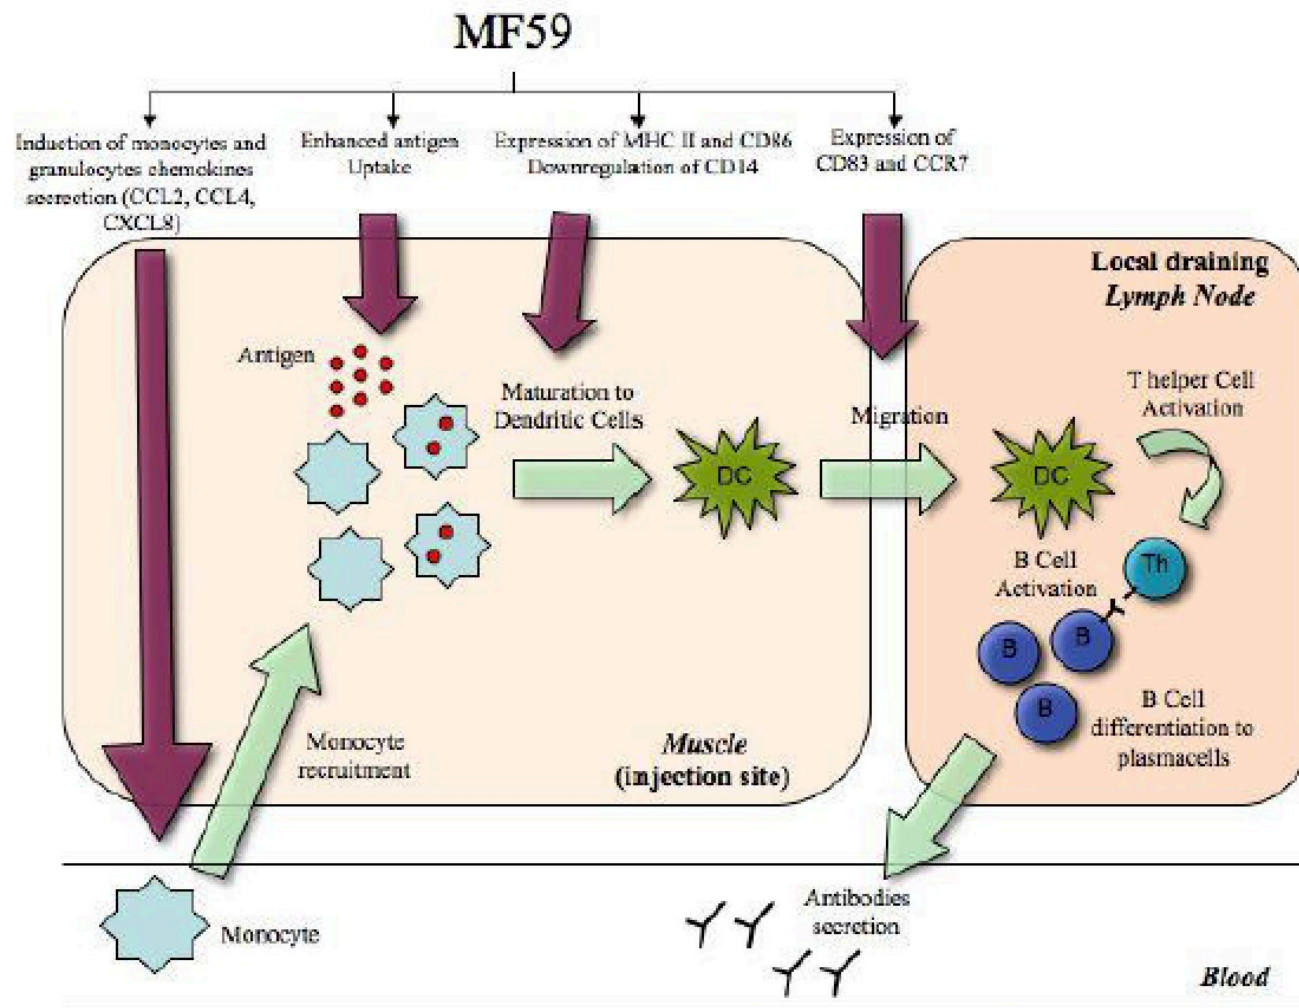 MF59
Induction of monocytes and
granulocytes chemokines
secrection (CCL2, CCL4,
CXCL8)
Enhanced antigen
Uptake
Expression of MHC II and CD86
Downregulation of CD14
Expression of
CD83 and CCR7
Local draining
Lymph Node
Antigen
Maturation to
Dendritic Cells
Migration
T helper Cell
Activation
DC
DC
B Cell
Activation
Th
B
B
B
B Cell
differentiation to
plasmacells
Monocyte
recruitment
Muscle
(injection site)
Monocyte
Antibodies
secretion
Blood